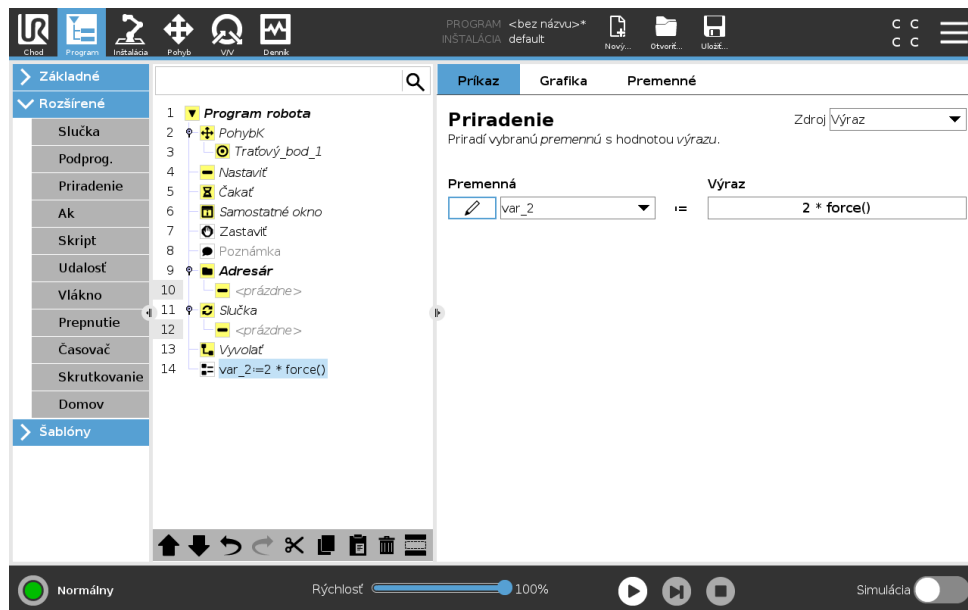 PROGRAM <bez názvu>*
INŠTALÁCIA default
Chod Program Inštalácia Pohyb V/V Denník Nový... Otvoriť... Uložiť...
C C
C C
Základné
Rozšírené
Slučka
Podprog.
Priradenie
Ak
Skript
Udalosť
Vlákno
Prepnutie
Časovač
Skrutkovanie
Domov
Šablóny
1 Program robota
2 PohybK
3 Traťový_bod_1
4 Nastaviť
5 Čakať
6 Samostatné okno
7 Zastaviť
8 Poznámka
9 Adresár
10 <prázdne>
11 Slučka
12 <prázdne>
13 Vyvolať
14 var_2≔2 * force()
Príkaz Grafika Premenné
Priradenie
Zdroj Výraz
Priradí vybranú premennú s hodnotou výrazu.
Premenná Výraz
var_2 ≔ 2 * force()
Normálny Rýchlosť 100% Simulácia